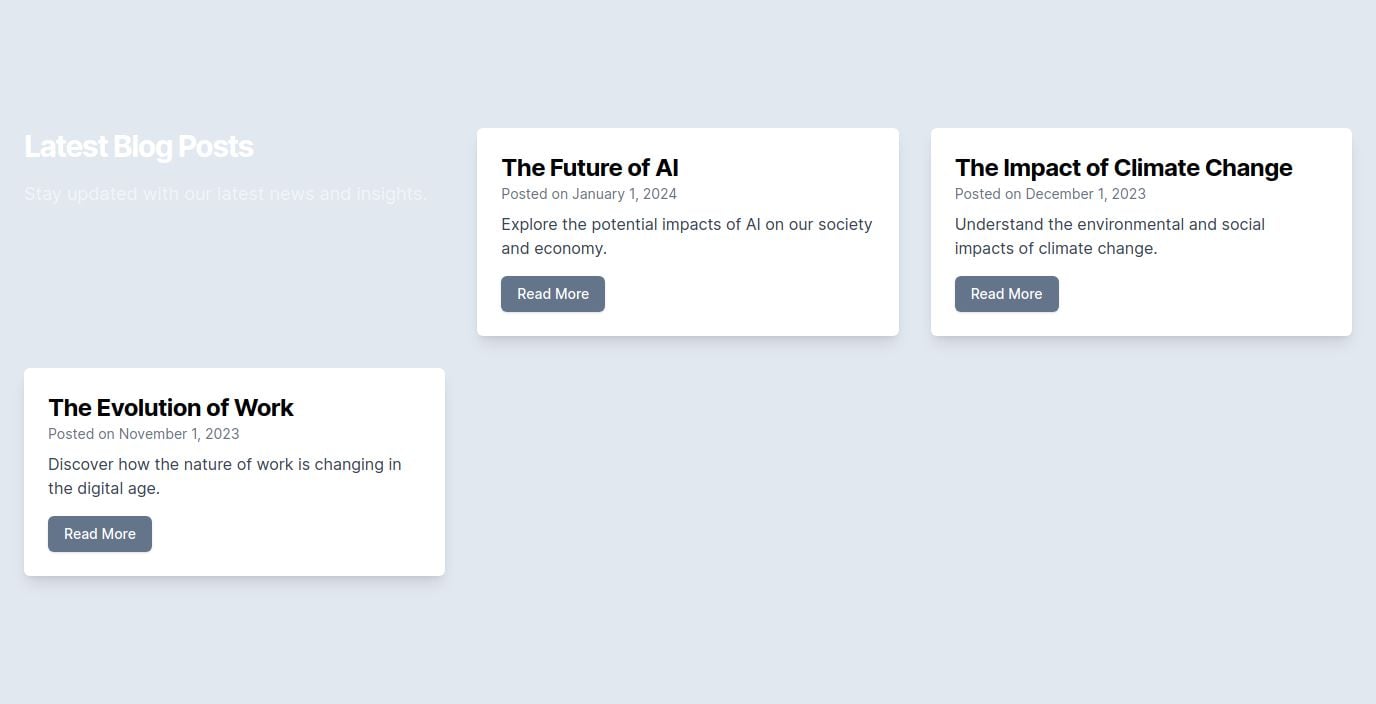 Latest Blog Posts
Stay updated with our latest news and insights.
The Future of AI
Posted on January 1, 2024
Explore the potential impacts of AI on our society
and economy.
Read More
The Impact of Climate Change
Posted on December 1, 2023
Understand the environmental and social
impacts of climate change.
Read More
The Evolution of Work
Posted on November 1, 2023
Discover how the nature of work is changing in
the digital age.
Read More